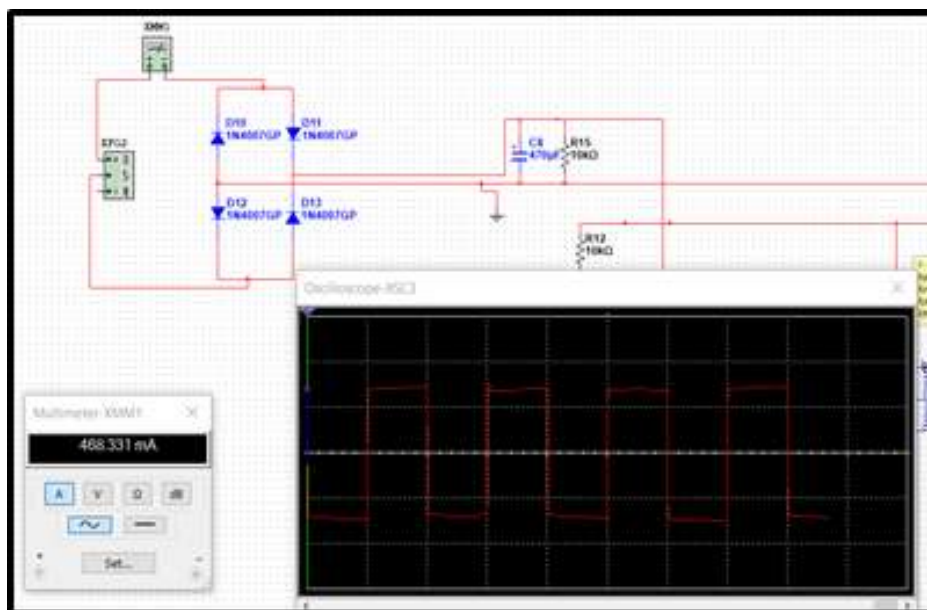 XMM1
XFG2
D10
1N4007GP
D11
1N4007GP
D12
1N4007GP
D13
1N4007GP
C8
470µF
R15
10kΩ
R12
10kΩ
Oscilloscope-XSC3
Multimeter-XMM1
468.331 mA
A V Ω dB
Set...